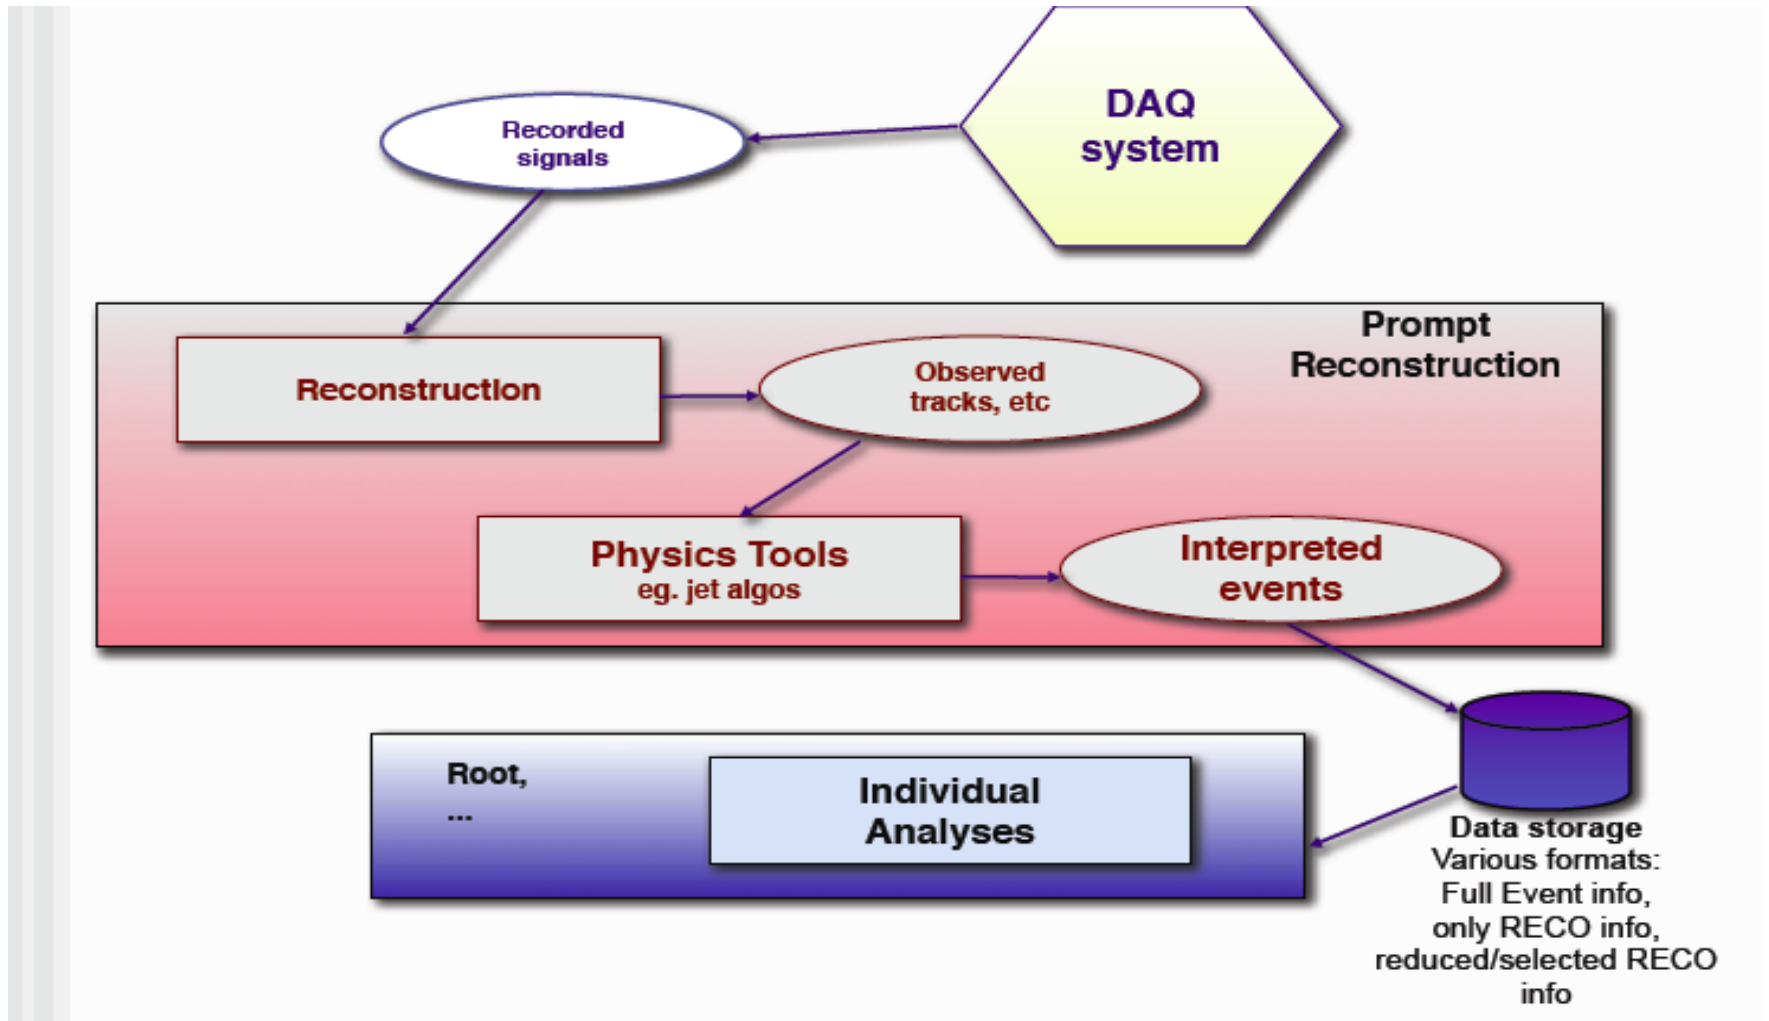 DAQ
system
Recorded
signals
Prompt
Reconstruction
Reconstruction
Observed
tracks, etc
Physics Tools
eg. jet algos
Interpreted
events
Root,
...
Individual
Analyses
Data storage
Various formats:
Full Event info,
only RECO info,
reduced/selected RECO
info